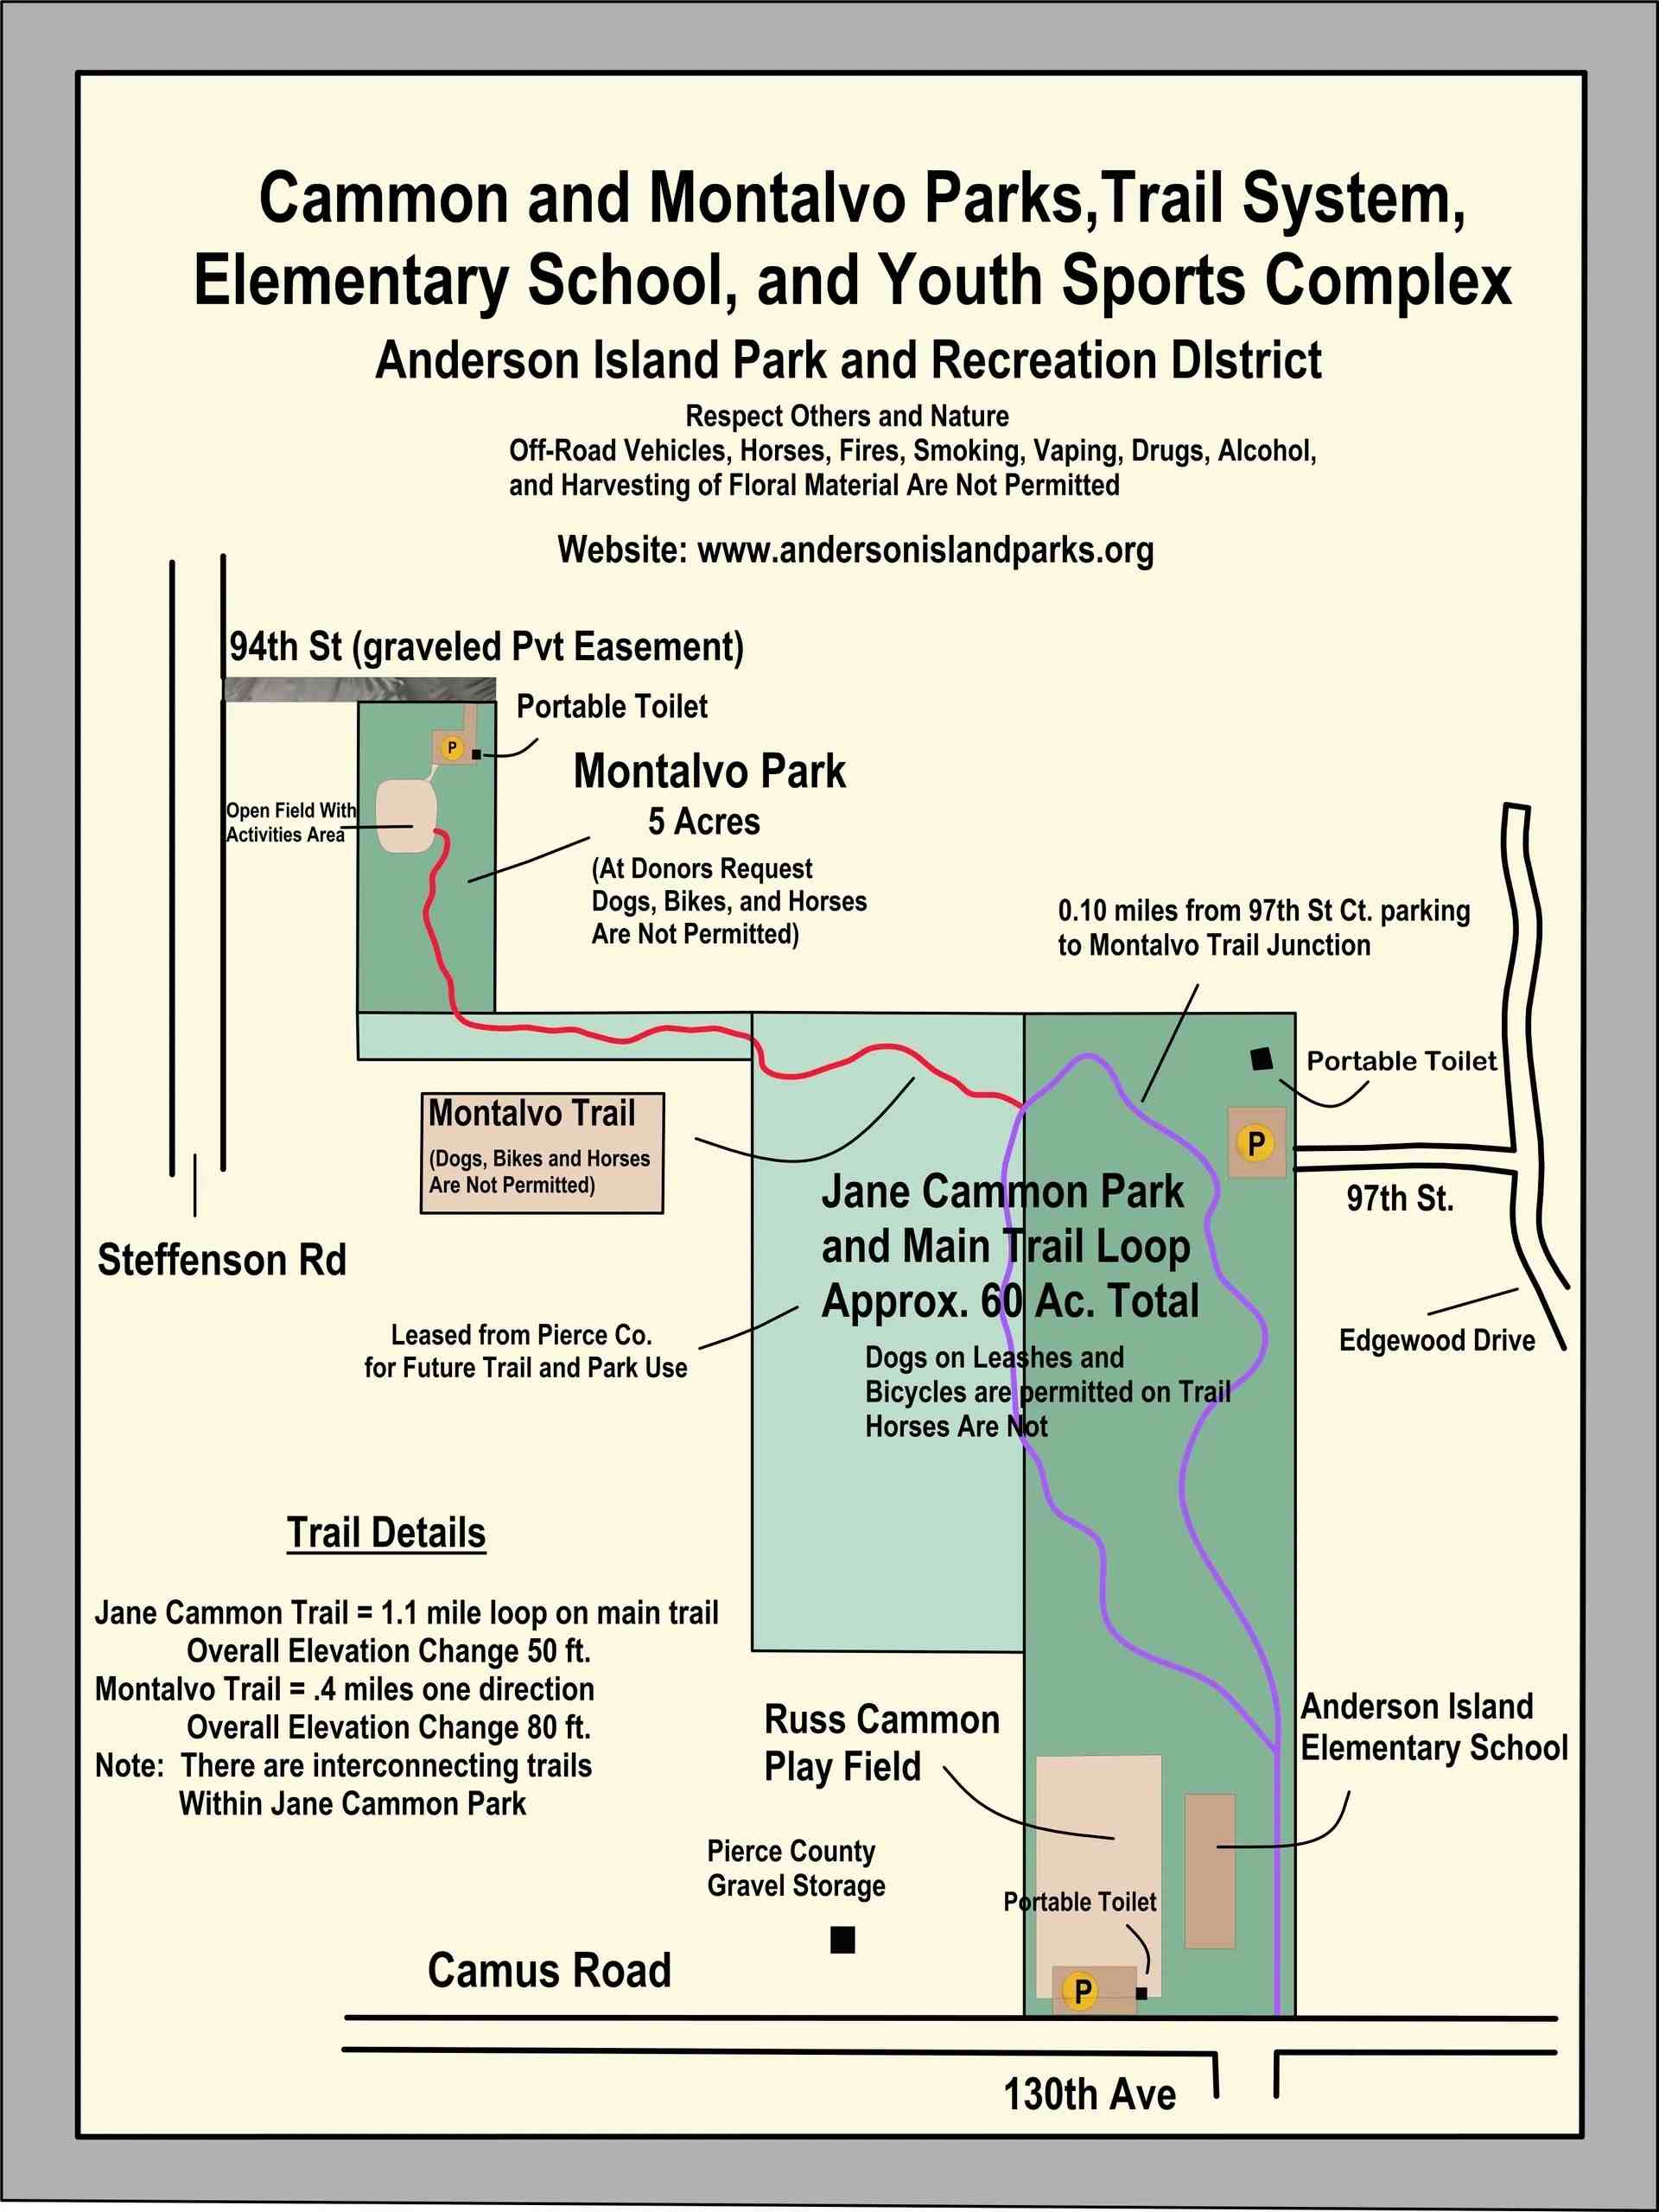 Cammon and Montalvo Parks,Trail System,
Elementary School, and Youth Sports Complex
Anderson Island Park and Recreation DIstrict
Respect Others and Nature
Off-Road Vehicles, Horses, Fires, Smoking, Vaping, Drugs, Alcohol,
and Harvesting of Floral Material Are Not Permitted
Website: www.andersonislandparks.org
94th St (graveled Pvt Easement)
Portable Toilet
P
Montalvo Park
5 Acres
(At Donors Request
Dogs, Bikes, and Horses
Are Not Permitted)
Open Field With
Activities Area
0.10 miles from 97th St Ct. parking
to Montalvo Trail Junction
Portable Toilet
P
97th St.
Montalvo Trail
(Dogs, Bikes and Horses
Are Not Permitted)
Steffenson Rd
Jane Cammon Park
and Main Trail Loop
Approx. 60 Ac. Total
Dogs on Leashes and
Bicycles are permitted on Trail
Horses Are Not
Leased from Pierce Co.
for Future Trail and Park Use
Edgewood Drive
Trail Details
Jane Cammon Trail = 1.1 mile loop on main trail
Overall Elevation Change 50 ft.
Montalvo Trail = .4 miles one direction
Overall Elevation Change 80 ft.
Note: There are interconnecting trails
Within Jane Cammon Park
Russ Cammon
Play Field
Anderson Island
Elementary School
Pierce County
Gravel Storage
Portable Toilet
P
Camus Road
130th Ave